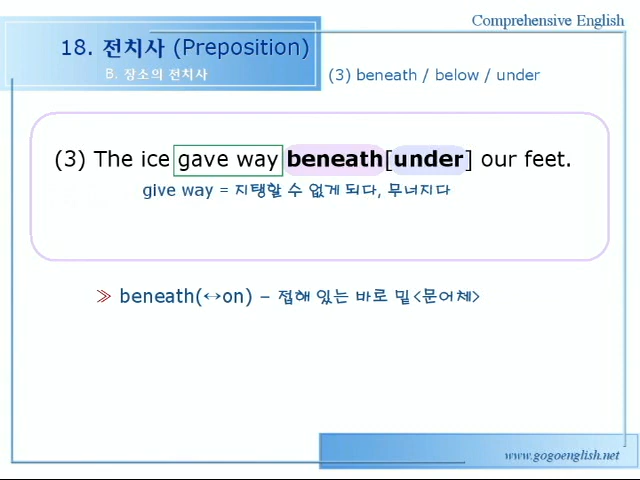 Comprehensive English
18. 전치사 (Preposition)
B. 장소의 전치사
(3) beneath / below / under
(3) The ice gave way beneath[under] our feet.
give way = 지탱할 수 없게 되다, 무너지다
≫ beneath(↔on) – 접해 있는 바로 밑<문어체>
www.gogoenglish.net